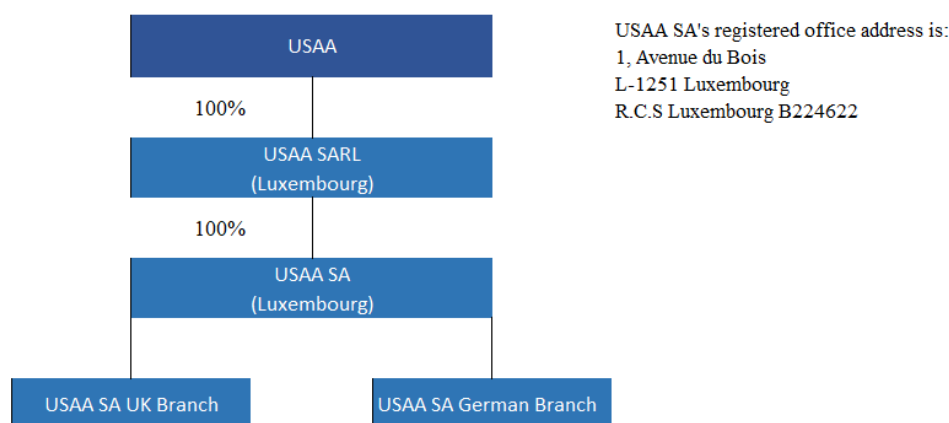 USAA
USAA SA's registered office address is:
1, Avenue du Bois
L-1251 Luxembourg
R.C.S Luxembourg B224622
100%
USAA SARL
(Luxembourg)
100%
USAA SA
(Luxembourg)
USAA SA UK Branch
USAA SA German Branch